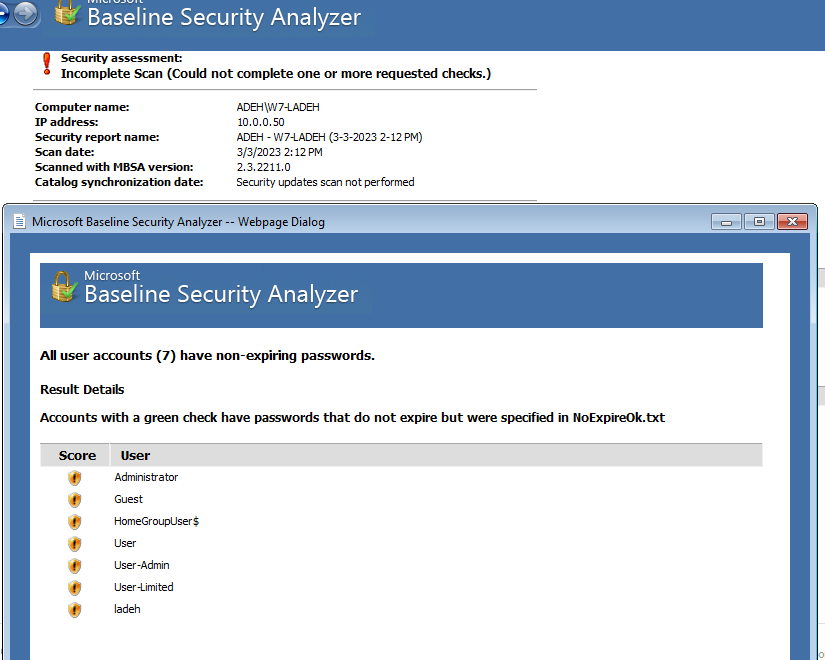 Microsoft
Baseline Security Analyzer
Security assessment:
Incomplete Scan (Could not complete one or more requested checks.)
Computer name: ADEH\W7-LADEH
IP address: 10.0.0.50
Security report name: ADEH - W7-LADEH (3-3-2023 2-12 PM)
Scan date: 3/3/2023 2:12 PM
Scanned with MBSA version: 2.3.2211.0
Catalog synchronization date: Security updates scan not performed
Microsoft Baseline Security Analyzer -- Webpage Dialog
Microsoft
Baseline Security Analyzer
All user accounts (7) have non-expiring passwords.
Result Details
Accounts with a green check have passwords that do not expire but were specified in NoExpireOk.txt
Score User
Administrator
Guest
HomeGroupUser$
User
User-Admin
User-Limited
ladeh